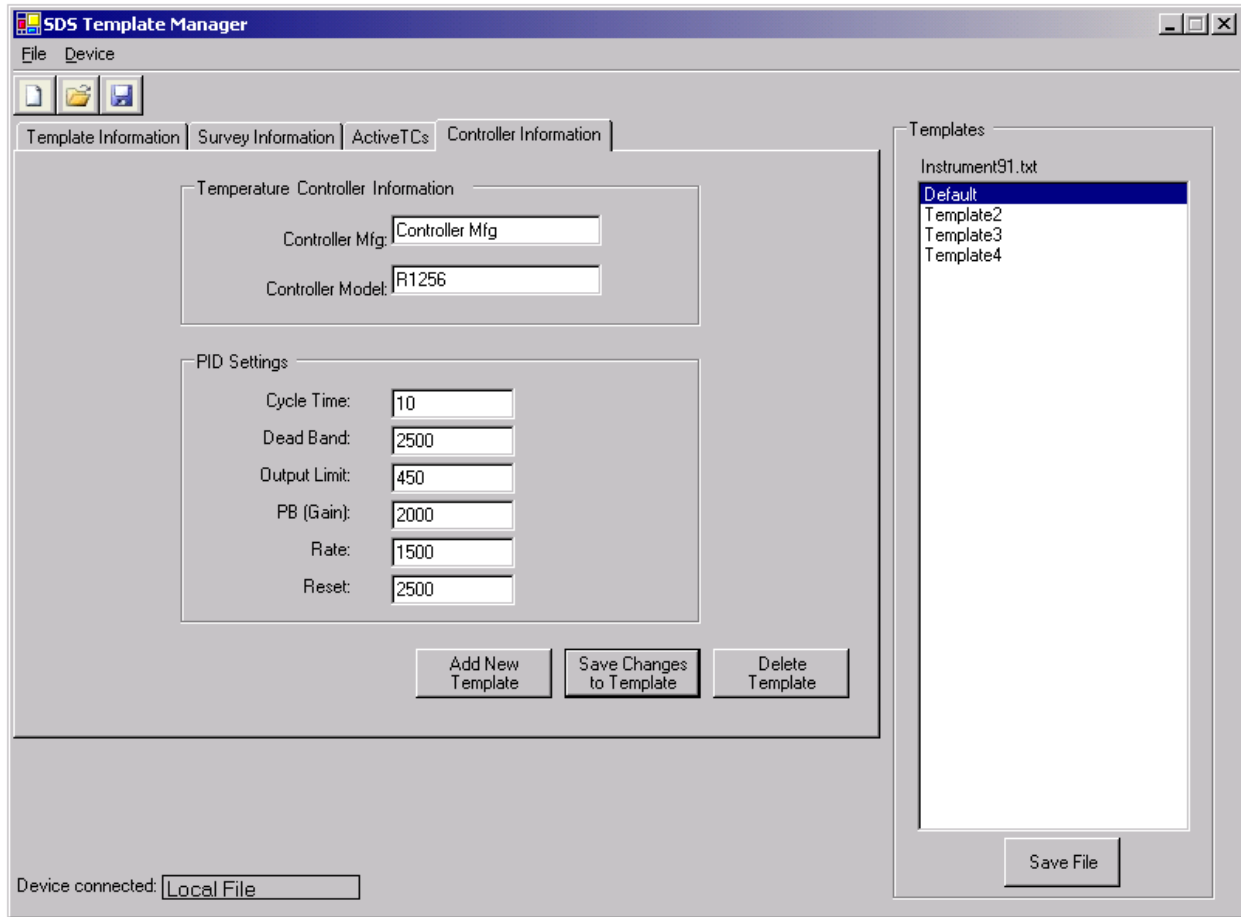 SDS Template Manager
File Device
Template Information Survey Information ActiveTCs Controller Information
Temperature Controller Information
Controller Mfg: Controller Mfg
Controller Model: R1256
PID Settings
Cycle Time: 10
Dead Band: 2500
Output Limit: 450
PB (Gain): 2000
Rate: 1500
Reset: 2500
Add New
Template
Save Changes
to Template
Delete
Template
Device connected: Local File
Templates
Instrument91.txt
Default
Template2
Template3
Template4
Save File